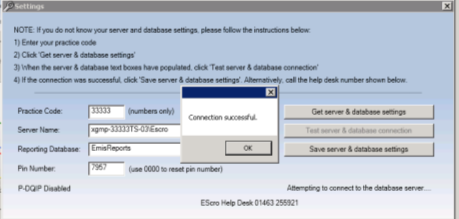 Settings
NOTE: If you do not know your server and database settings, please follow the instructions below:
1) Enter your practice code
2) Click 'Get server & database settings'
3) When the server & database text boxes have populated, click 'Test server & database connection'
4) If the connection was successful, click 'Save server & database settings'. Alternatively, call the help desk number shown below.
Practice Code: 33333 (numbers only) Get server & database settings
Connection successful.
Server Name: xgmp-33333TS-03\Escro Test server & database connection
Reporting Database: EmisReports OK Save server & database settings
Pin Number: 7957 (use 0000 to reset pin number)
P-DQIP Disabled Attempting to connect to the database server....
EScro Help Desk 01463 255921